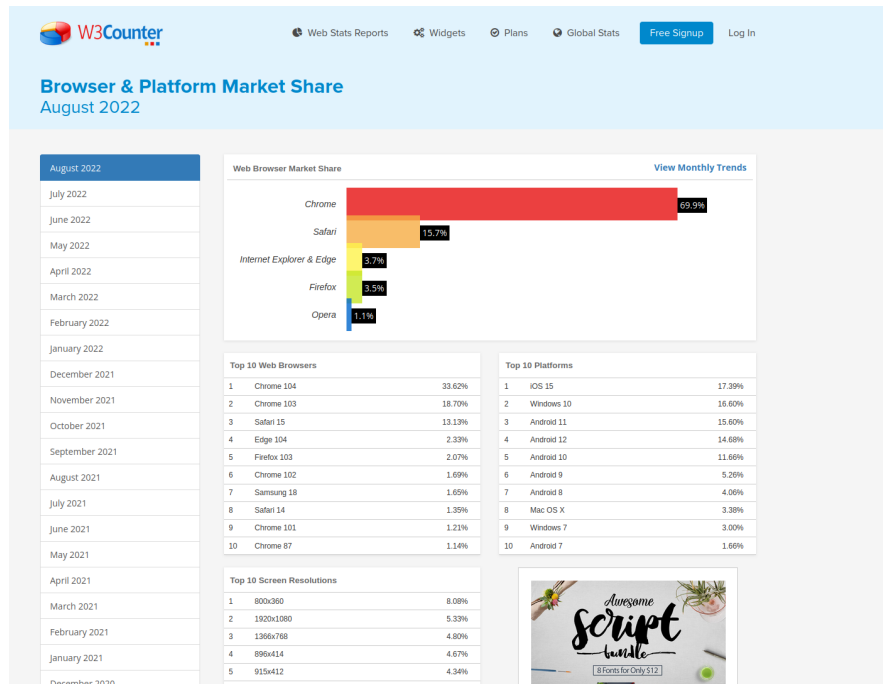 W3Counter
Web Stats Reports
Widgets
Plans
Global Stats
Free Signup
Log In
Browser & Platform Market Share
August 2022
August 2022
July 2022
June 2022
May 2022
April 2022
March 2022
February 2022
January 2022
December 2021
November 2021
October 2021
September 2021
August 2021
July 2021
June 2021
May 2021
April 2021
March 2021
February 2021
January 2021
December 2020
Web Browser Market Share
View Monthly Trends
Chrome 69.9%
Safari 15.7%
Internet Explorer & Edge 3.7%
Firefox 3.5%
Opera 1.1%
Top 10 Web Browsers
1 Chrome 104 33.62%
2 Chrome 103 18.70%
3 Safari 15 13.13%
4 Edge 104 2.33%
5 Firefox 103 2.07%
6 Chrome 102 1.69%
7 Samsung 18 1.65%
8 Safari 14 1.35%
9 Chrome 101 1.21%
10 Chrome 87 1.14%
Top 10 Platforms
1 iOS 15 17.39%
2 Windows 10 16.60%
3 Android 11 15.60%
4 Android 12 14.68%
5 Android 10 11.66%
6 Android 9 5.26%
7 Android 8 4.06%
8 Mac OS X 3.38%
9 Windows 7 3.00%
10 Android 7 1.66%
Top 10 Screen Resolutions
1 800x360 8.08%
2 1920x1080 5.33%
3 1366x768 4.80%
4 896x414 4.67%
5 915x412 4.34%
Awesome
Script
bundle
8 Fonts for Only $12